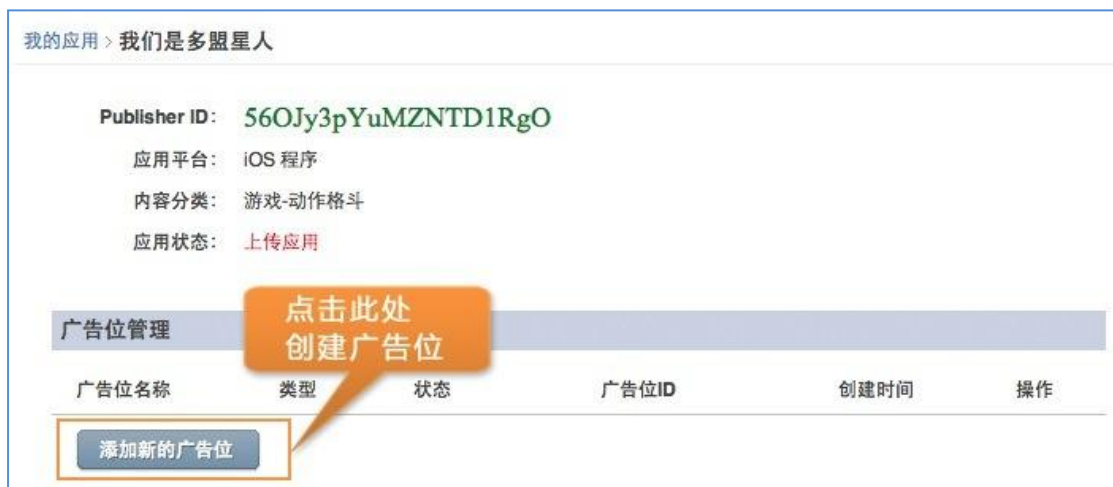 我的应用 > 我们是多盟星人
Publisher ID: 56OJy3pYuMZNTD1RgO
应用平台: iOS 程序
内容分类: 游戏-动作格斗
应用状态: 上传应用
点击此处
创建广告位
广告位管理
广告位名称 类型 状态 广告位ID 创建时间 操作
添加新的广告位